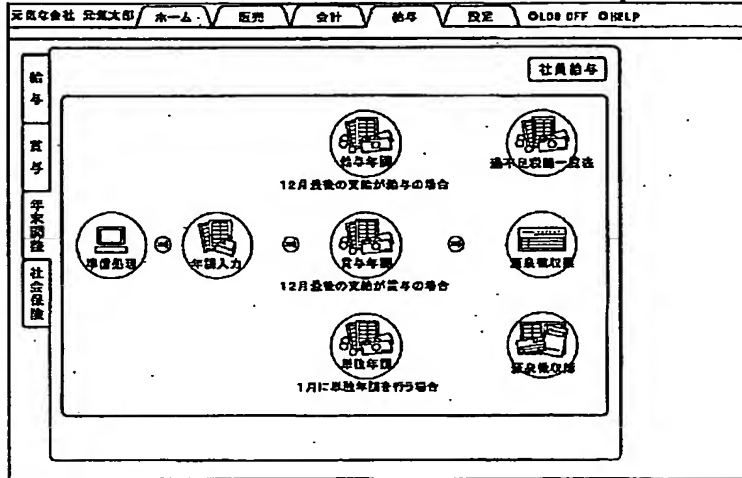 元気な会社 元気太郎 ホーム 販売 会計 給与 設定 OLOG OFF OHELP
社員給与
給与
賞与
年末調整
社会保険
給与年調
過不足税額一覧表
12月最後の支給が給与の場合
準備処理
年調入力
賞与年調
源泉徴収票
12月最後の支給が賞与の場合
単独年調
源泉徴収簿
1月に単独年調を行う場合